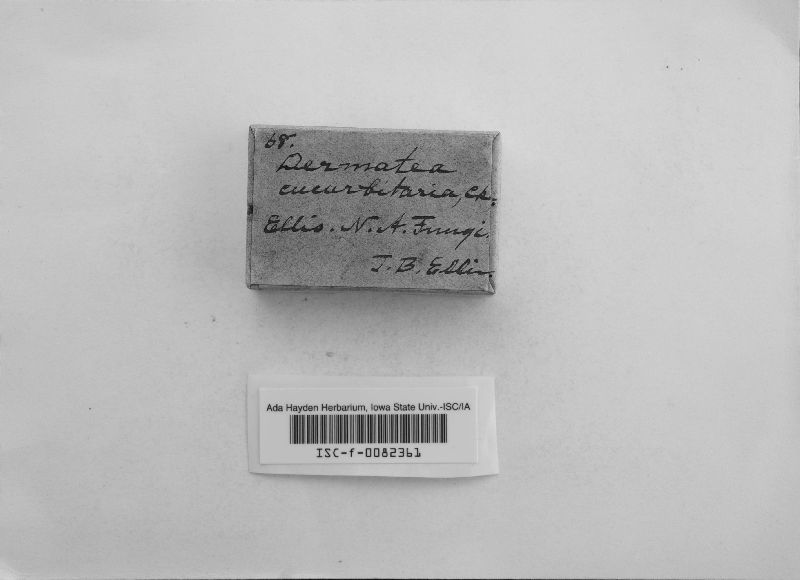 68.
Dermatea
cucurbitaria, Ck.
Ellis. N. A. Fungi.
J. B. Ellis.
Ada Hayden Herbarium, Iowa State Univ.-ISC/IA
ISC-f-0082361